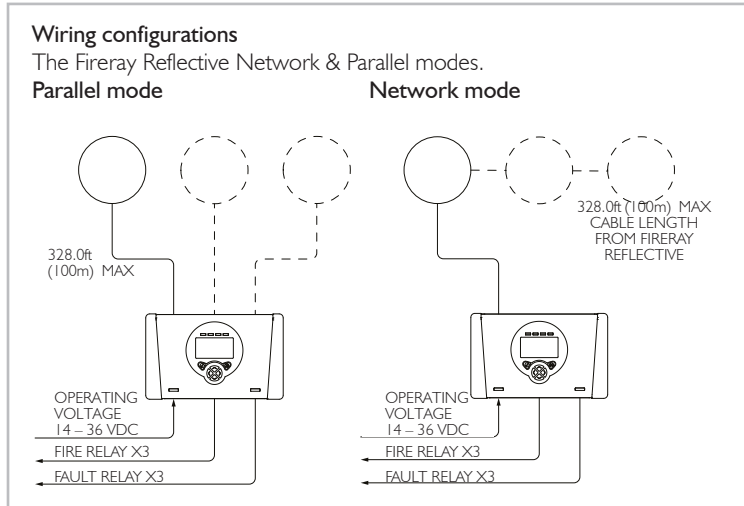 Wiring configurations
The Fireray Reflective Network & Parallel modes.
Parallel mode
Network mode
328.0ft
(100m) MAX
328.0ft (100m) MAX
CABLE LENGTH
FROM FIRERAY
REFLECTIVE
OPERATING
VOLTAGE
14 – 36 VDC
FIRE RELAY X3
FAULT RELAY X3
OPERATING
VOLTAGE
14 – 36 VDC
FIRE RELAY X3
FAULT RELAY X3